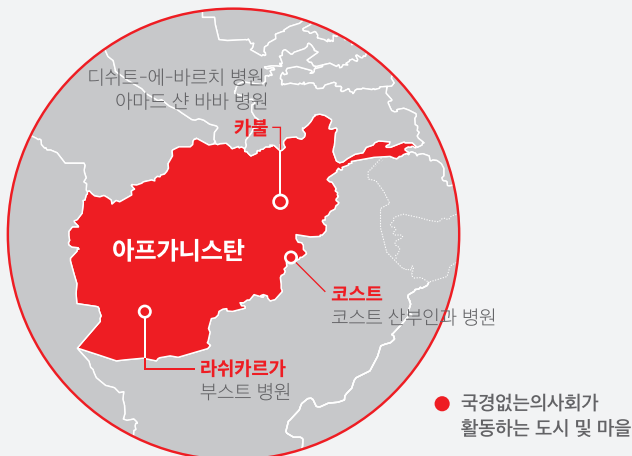 디쉬트-에-바르치 병원,
아마드 샨 바바 병원
카불
아프가니스탄
코스트
코스트 산부인과 병원
라쉬카르가
부스트 병원
국경없는의사회가
활동하는 도시 및 마을